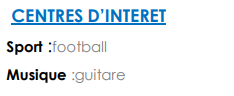 CENTRES D’INTERET
Sport :football
Musique :guitare